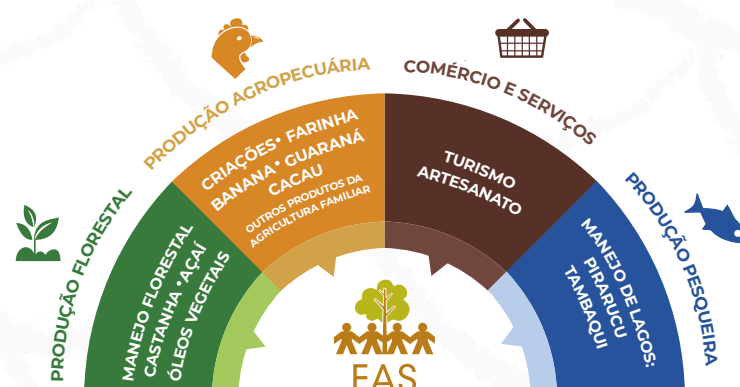 PRODUÇÃO FLORESTAL
MANEJO FLORESTAL
CASTANHA • AÇAÍ
ÓLEOS VEGETAIS
PRODUÇÃO AGROPECUÁRIA
CRIAÇÕES • FARINHA
BANANA • GUARANÁ
CACAU
OUTROS PRODUTOS DA
AGRICULTURA FAMILIAR
COMÉRCIO E SERVIÇOS
TURISMO
ARTESANATO
PRODUÇÃO PESQUEIRA
MANEJO DE LAGOS:
PIRARUCU
TAMBAQUI
FAS